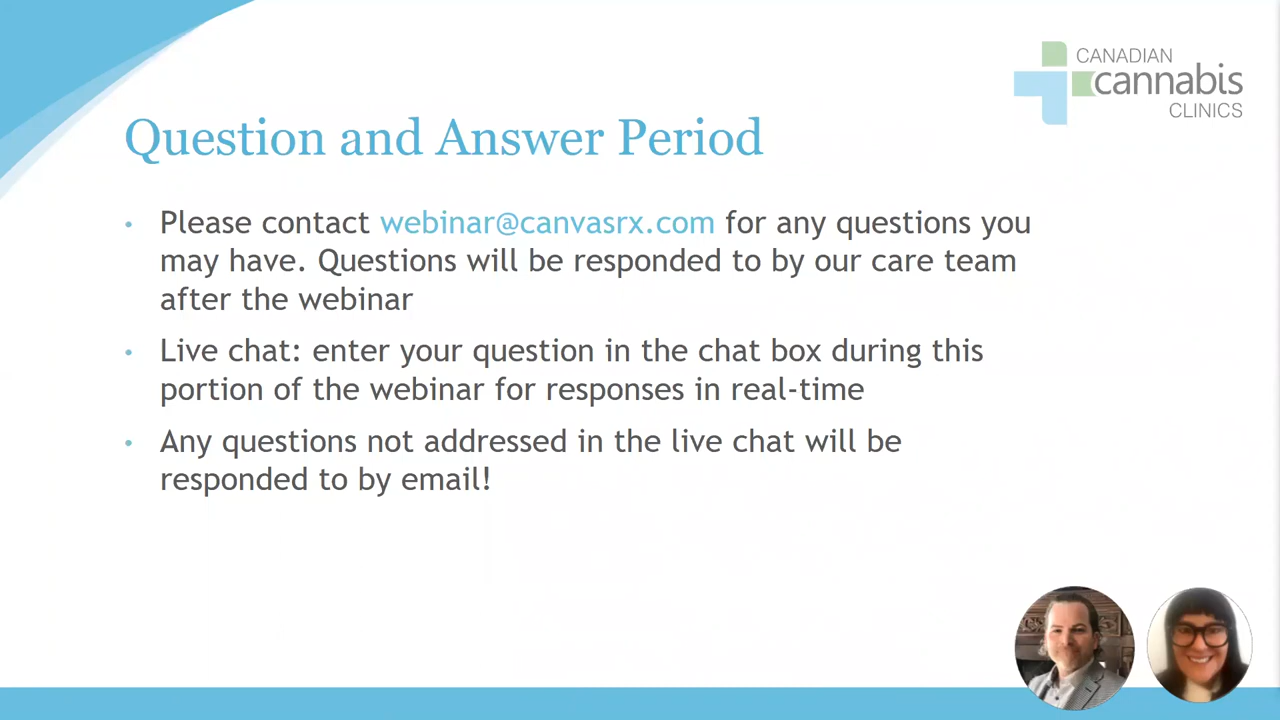 CANADIAN
cannabis
CLINICS
Question and Answer Period
• Please contact webinar@canvasrx.com for any questions you
may have. Questions will be responded to by our care team
after the webinar
• Live chat: enter your question in the chat box during this
portion of the webinar for responses in real-time
• Any questions not addressed in the live chat will be
responded to by email!